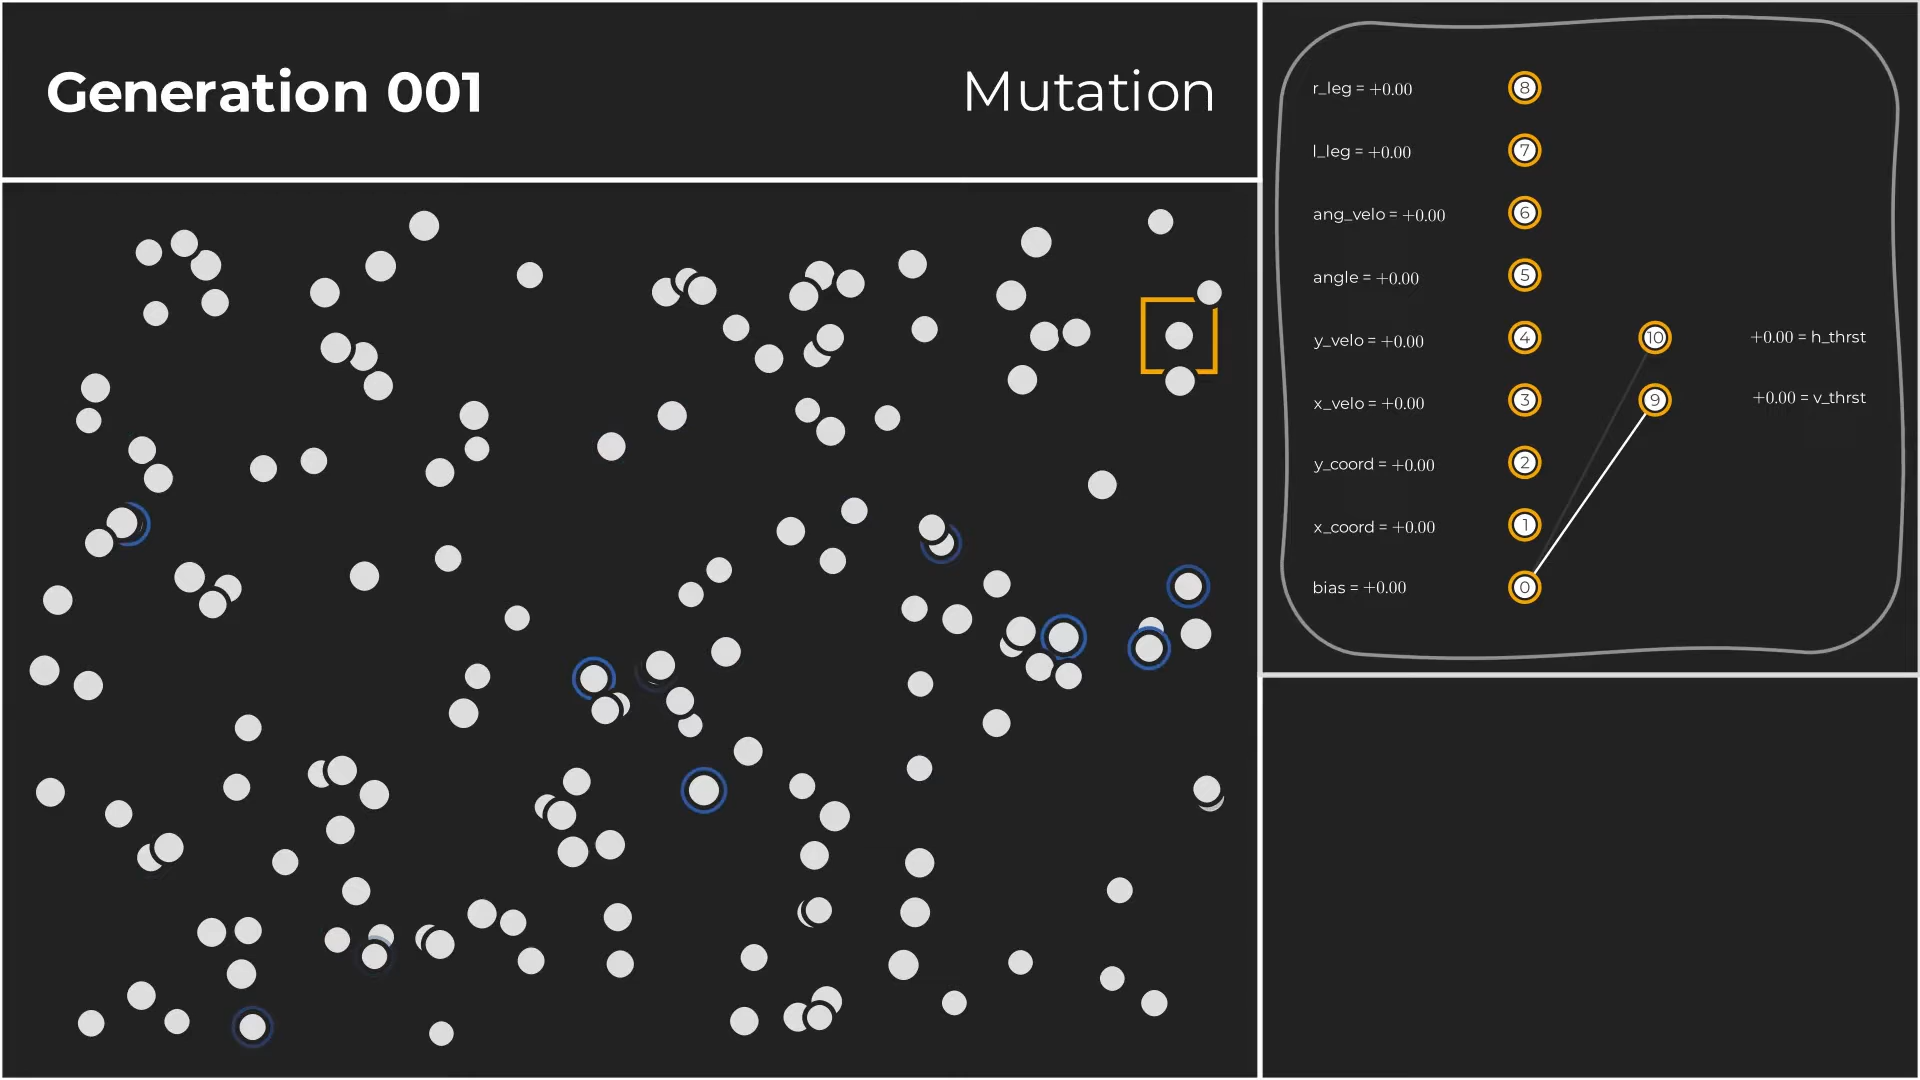 Generation 001
Mutation
r_leg = +0.00
8
l_leg = +0.00
7
ang_velo = +0.00
6
angle = +0.00
5
y_velo = +0.00
4
10
+0.00 = h_thrst
x_velo = +0.00
3
9
+0.00 = v_thrst
y_coord = +0.00
2
x_coord = +0.00
1
bias = +0.00
0